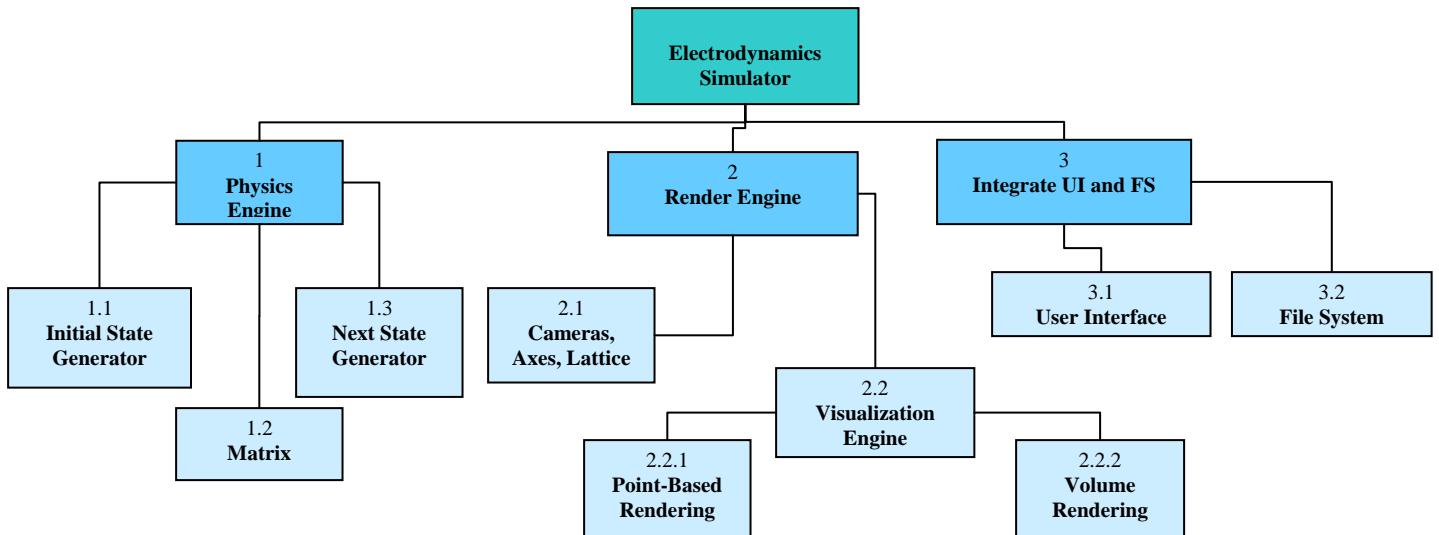 Electrodynamics
Simulator
1
Physics
Engine
2
Render Engine
3
Integrate UI and FS
1.1
Initial State
Generator
1.3
Next State
Generator
2.1
Cameras,
Axes, Lattice
3.1
User Interface
3.2
File System
2.2
Visualization
Engine
1.2
Matrix
2.2.1
Point-Based
Rendering
2.2.2
Volume
Rendering